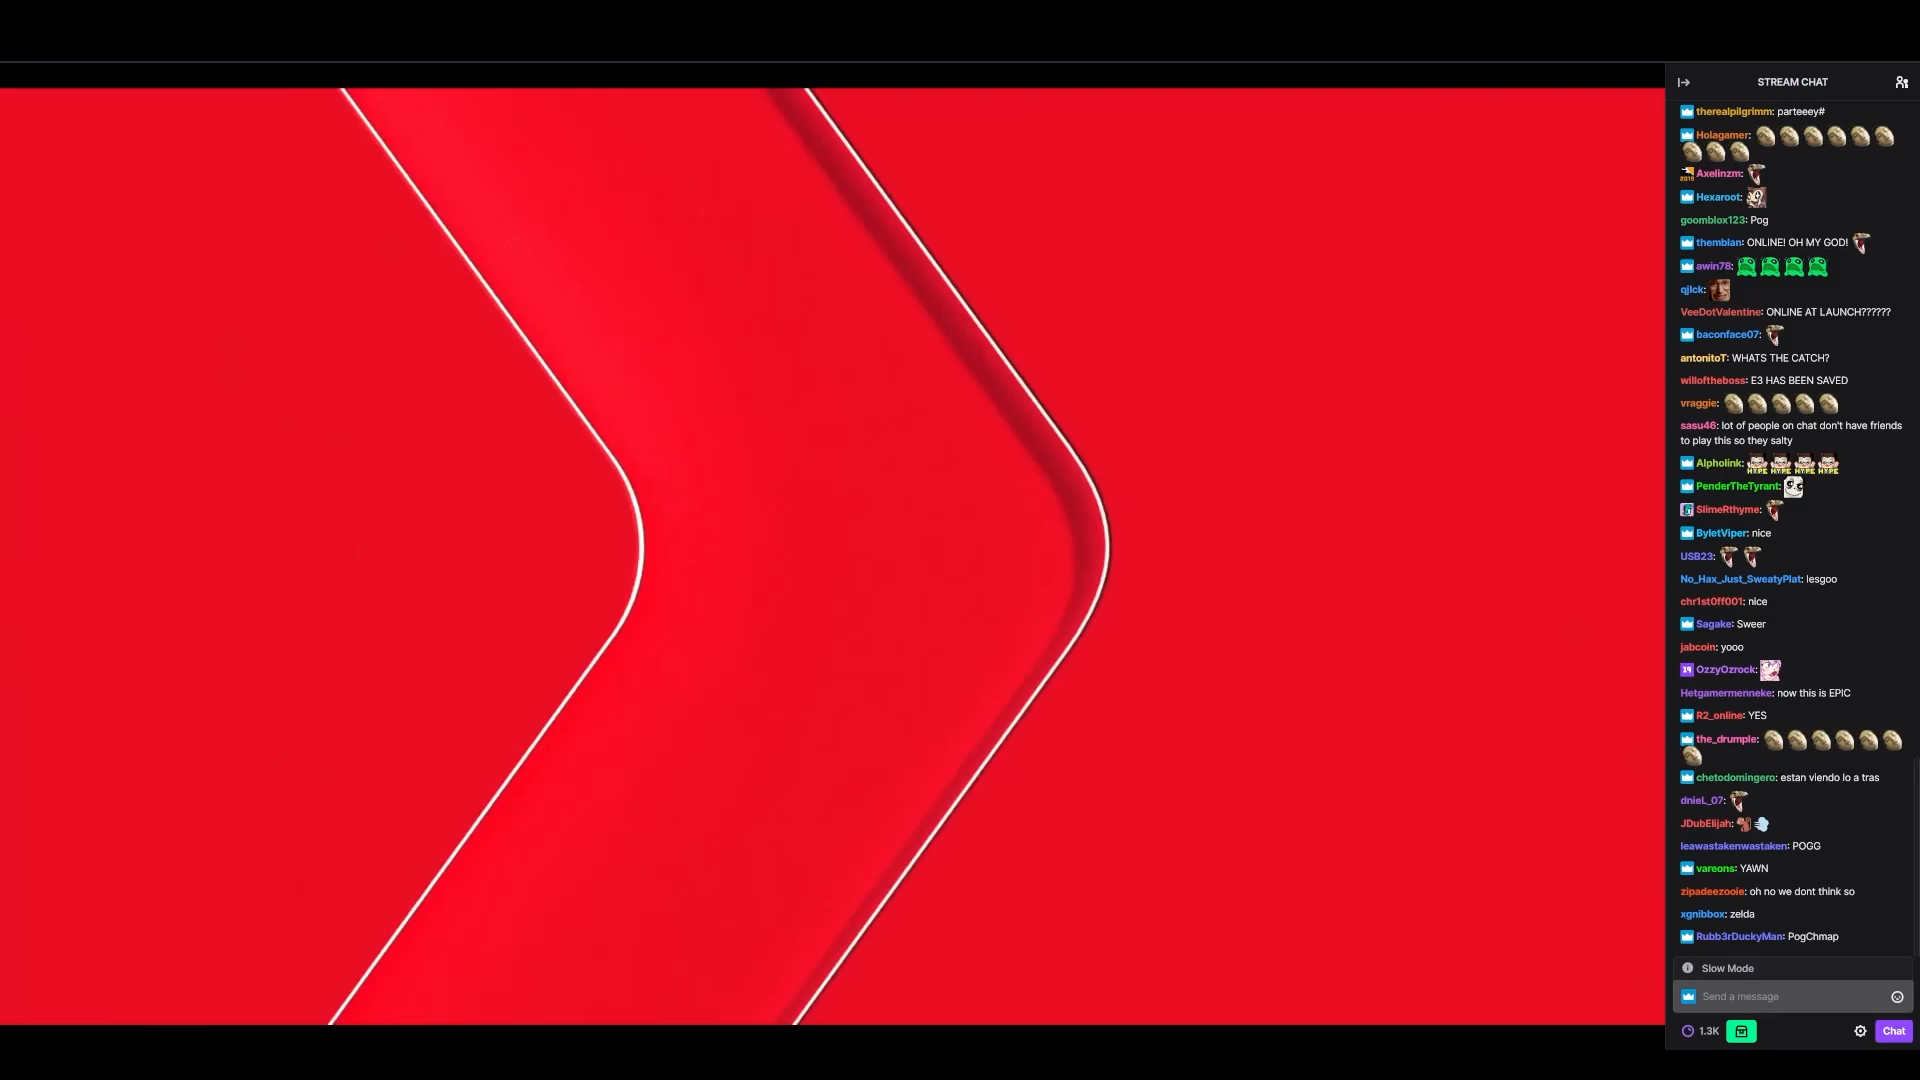 STREAM CHAT
therealpilgrimm: parteeey#
Holagamer:
Axelinzm:
Hexaroot:
goomblox123: Pog
themblan: ONLINE! OH MY GOD!
awin78:
qjlck:
VeeDotValentine: ONLINE AT LAUNCH??????
baconface07:
antonitoT: WHATS THE CATCH?
willoftheboss: E3 HAS BEEN SAVED
vraggie:
sasu46: lot of people on chat don't have friends
to play this so they salty
Alpholink: HYPE HYPE HYPE HYPE
PenderTheTyrant:
SlimeRthyme:
ByletViper: nice
USB23:
No_Hax_Just_SweatyPlat: lesgoo
chr1st0ff001: nice
Sagake: Sweer
jabcoin: yooo
OzzyOzrock:
Hetgamermenneke: now this is EPIC
R2_online: YES
the_drumple:
chetodomingero: estan viendo lo a tras
dnieL_07:
JDubElijah:
leawastakenwastaken: POGG
vareons: YAWN
zipadeezooie: oh no we dont think so
xgnibbox: zelda
Rubb3rDuckyMan: PogChmap
Slow Mode
Send a message
1.3K
Chat